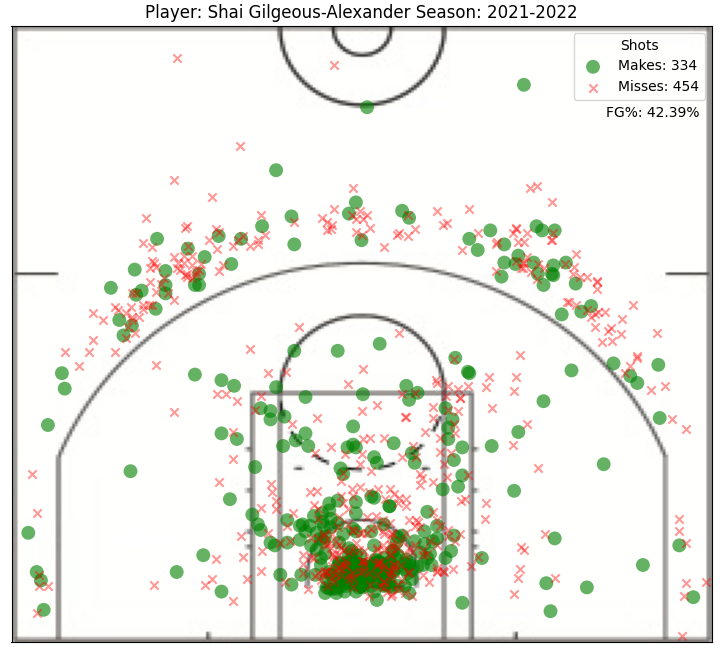 Player: Shai Gilgeous-Alexander Season: 2021-2022
Shots
Makes: 334
Misses: 454
FG%: 42.39%